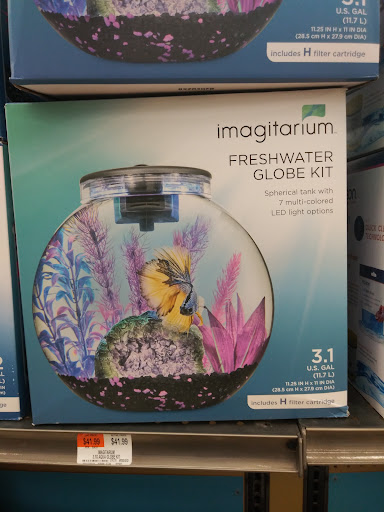 3.1
U.S. GAL
(11.7 L)
11.25 IN H x 11 IN DIA
(28.5 cm H x 27.9 cm DIA)
includes H filter cartridge
imagitarium
FRESHWATER
GLOBE KIT
Spherical tank with
7 multi-colored
LED light options
3.1
U.S. GAL
(11.7 L)
11.25 IN H x 11 IN DIA
(28.5 cm H x 27.9 cm DIA)
includes H filter cartridge
$41.99 $41.99
IMAGITARIUM